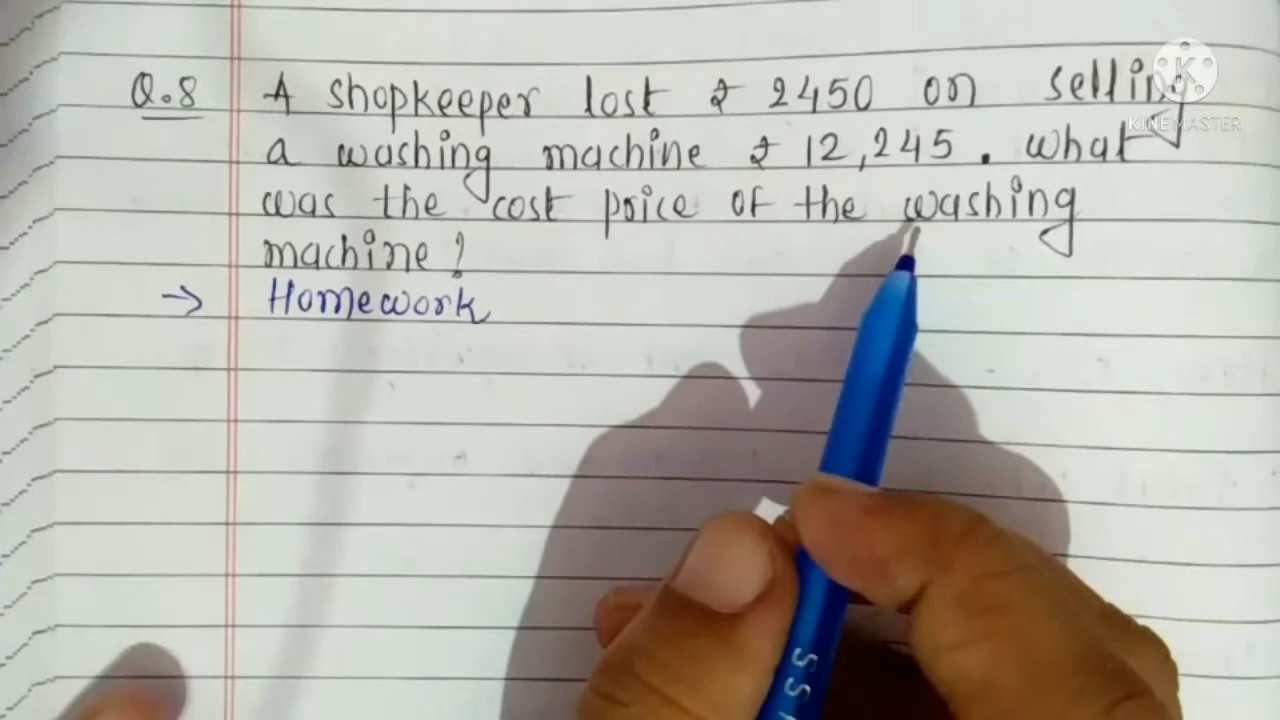 Q.8 A shopkeeper lost ₹ 2450 on selling
a washing machine ₹ 12,245. what
was the cost price of the washing
machine?
→ Homework
K
KINEMASTER
SS